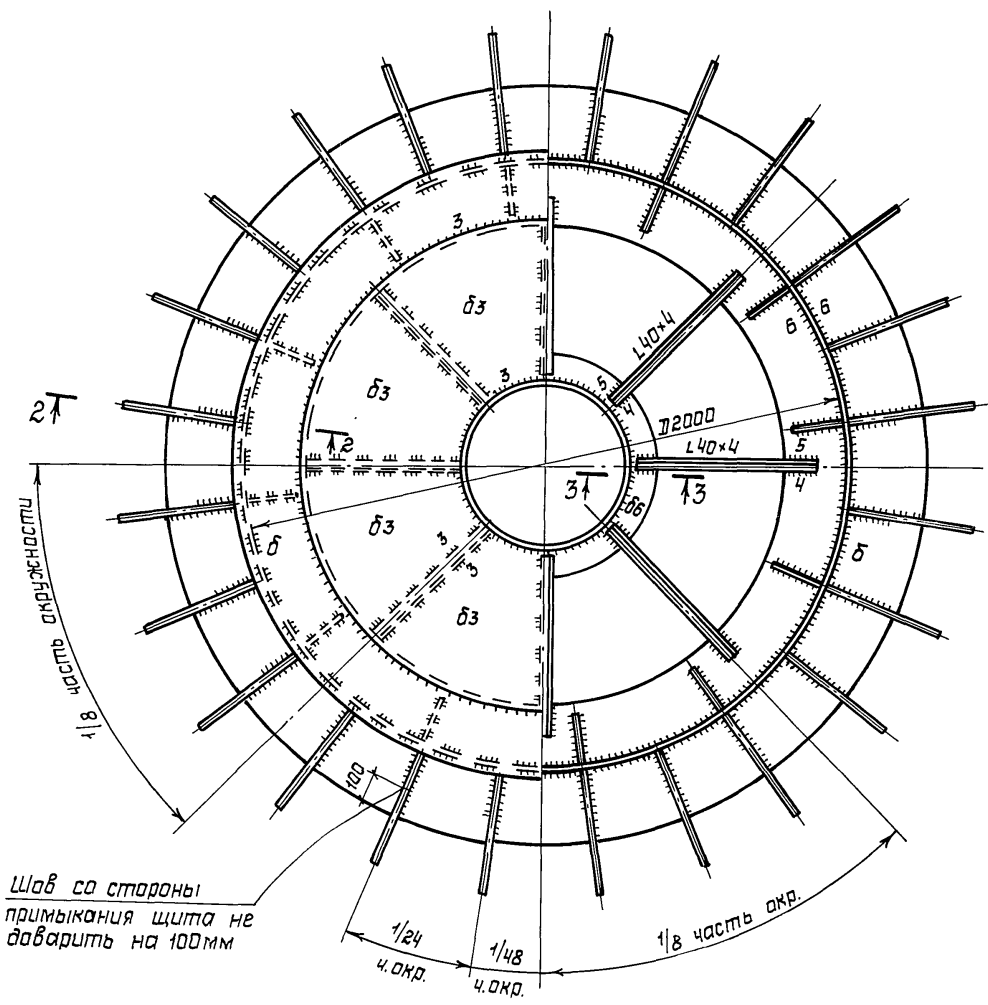 3
δ3
L40×4
6
6
δ3
3
5
4
D2000
2
2
L40×4
5
4
3
3
δ6
1/8 часть окружности
δ3
б
3
3
б
δ3
100
Шов со стороны
примыкания щита не
доварить на 100мм
1/24
ч.окр.
1/48
ч.окр.
1/8 часть окр.